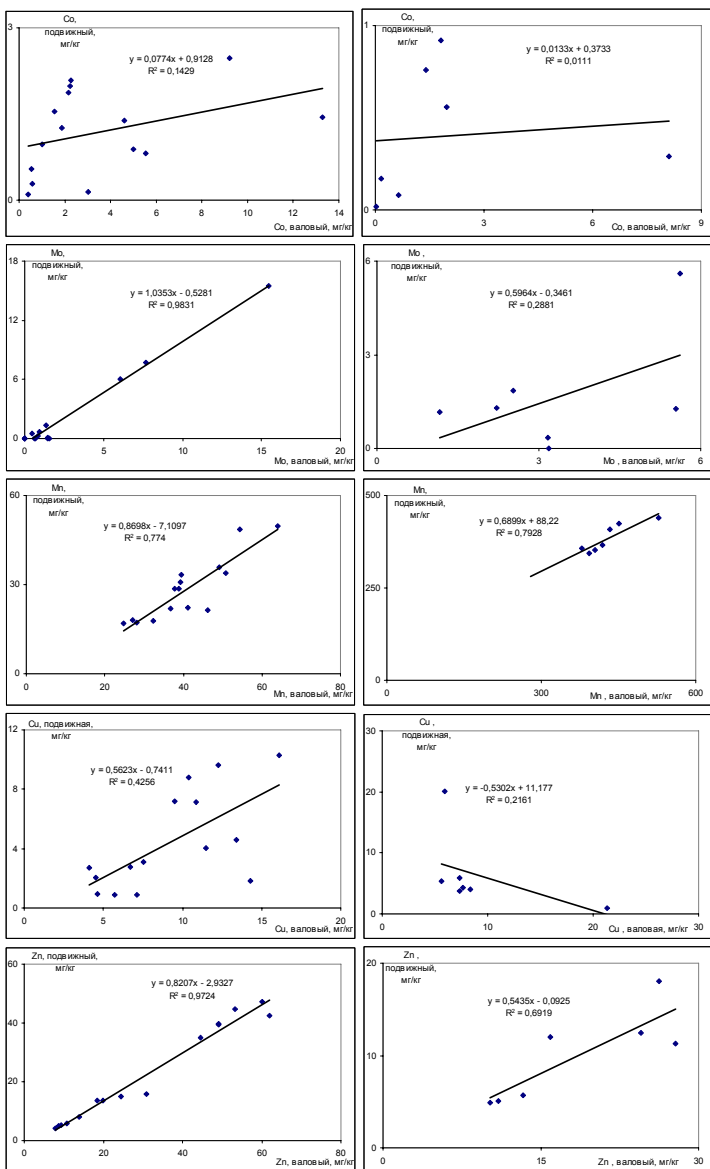 Co,
подвижный,
мг/кг
3
y = 0,0774x + 0,9128
R² = 0,1429
0
0 2 4 6 8 10 12 14
Co, валовый, мг/кг
Co,
подвижный,
мг/кг
1
y = 0,0133x + 0,3733
R² = 0,0111
0
0 3 6 9
Co, валовый, мг/кг
Mo,
подвижный,
мг/кг
18
y = 1,0353x - 0,5281
R² = 0,9831
12
6
0
0 5 10 15 20
Mo, валовый, мг/кг
Mo ,
подвижный,
мг/кг
6
y = 0,5964x - 0,3461
R² = 0,2881
3
0
0 3 6
Mo , валовый, мг/кг
Mn,
подвижный,
мг/кг
60
y = 0,8698x - 7,1097
R² = 0,774
30
0
0 20 40 60 80
Mn, валовый, мг/кг
Mn,
подвижный,
мг/кг
500
y = 0,6899x + 88,22
R² = 0,7928
250
0
0 300 600
Mn , валовый, мг/кг
Cu, подвижная,
мг/кг
12
y = 0,5623x - 0,7411
R² = 0,4256
8
4
0
0 5 10 15 20
Cu, валовый, мг/кг
Cu ,
подвижная,
мг/кг
30
y = -0,5302x + 11,177
R² = 0,2161
20
10
0
0 10 20 30
Cu , валовая, мг/кг
Zn, подвижный,
мг/кг
60
y = 0,8207x - 2,9327
R² = 0,9724
40
20
0
0 20 40 60 80
Zn, валовый, мг/кг
Zn ,
подвижный,
мг/кг
20
y = 0,5435x - 0,0925
R² = 0,6919
10
0
0 15 30
Zn , валовый, мг/кг